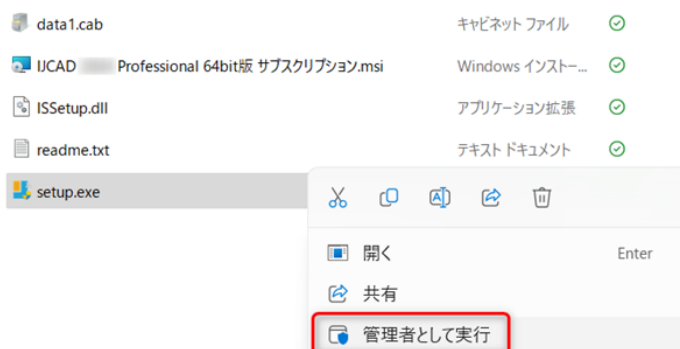 data1.cab キャビネット ファイル
IJCAD Professional 64bit版 サブスクリプション.msi Windows インストー...
ISSetup.dll アプリケーション拡張
readme.txt テキスト ドキュメント
setup.exe
開く Enter
共有
管理者として実行